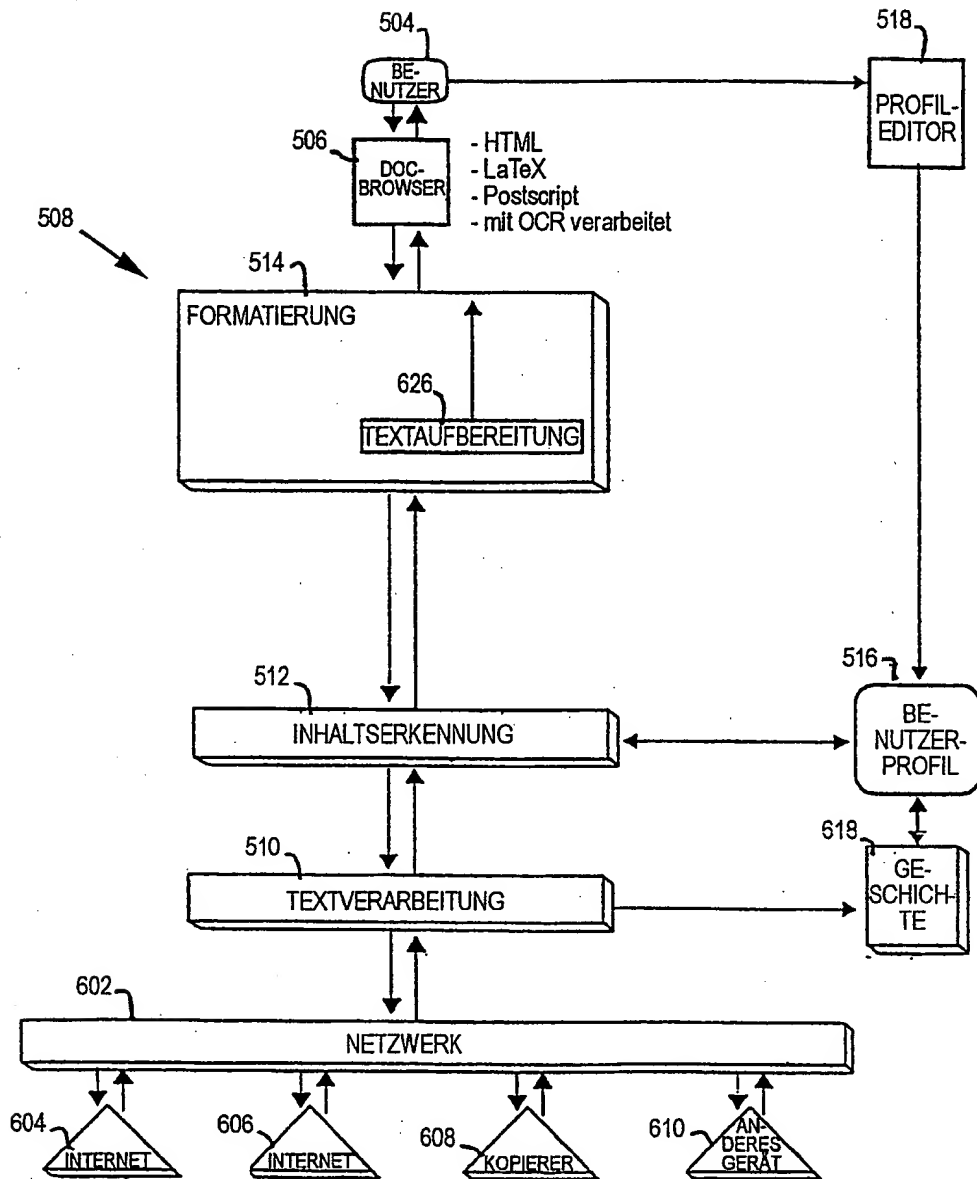 504
518
BE-
NUTZER
PROFIL-
EDITOR
506
DOC-
BROWSER
- HTML
- LaTeX
- Postscript
- mit OCR verarbeitet
508
514
FORMATIERUNG
626
TEXTAUFBEREITUNG
512
INHALTSERKENNUNG
516
BE-
NUTZER-
PROFIL
510
TEXTVERARBEITUNG
618
GE-
SCHICH-
TE
602
NETZWERK
604
INTERNET
606
INTERNET
608
KOPIERER
610
AN-
DERES
GERÄT